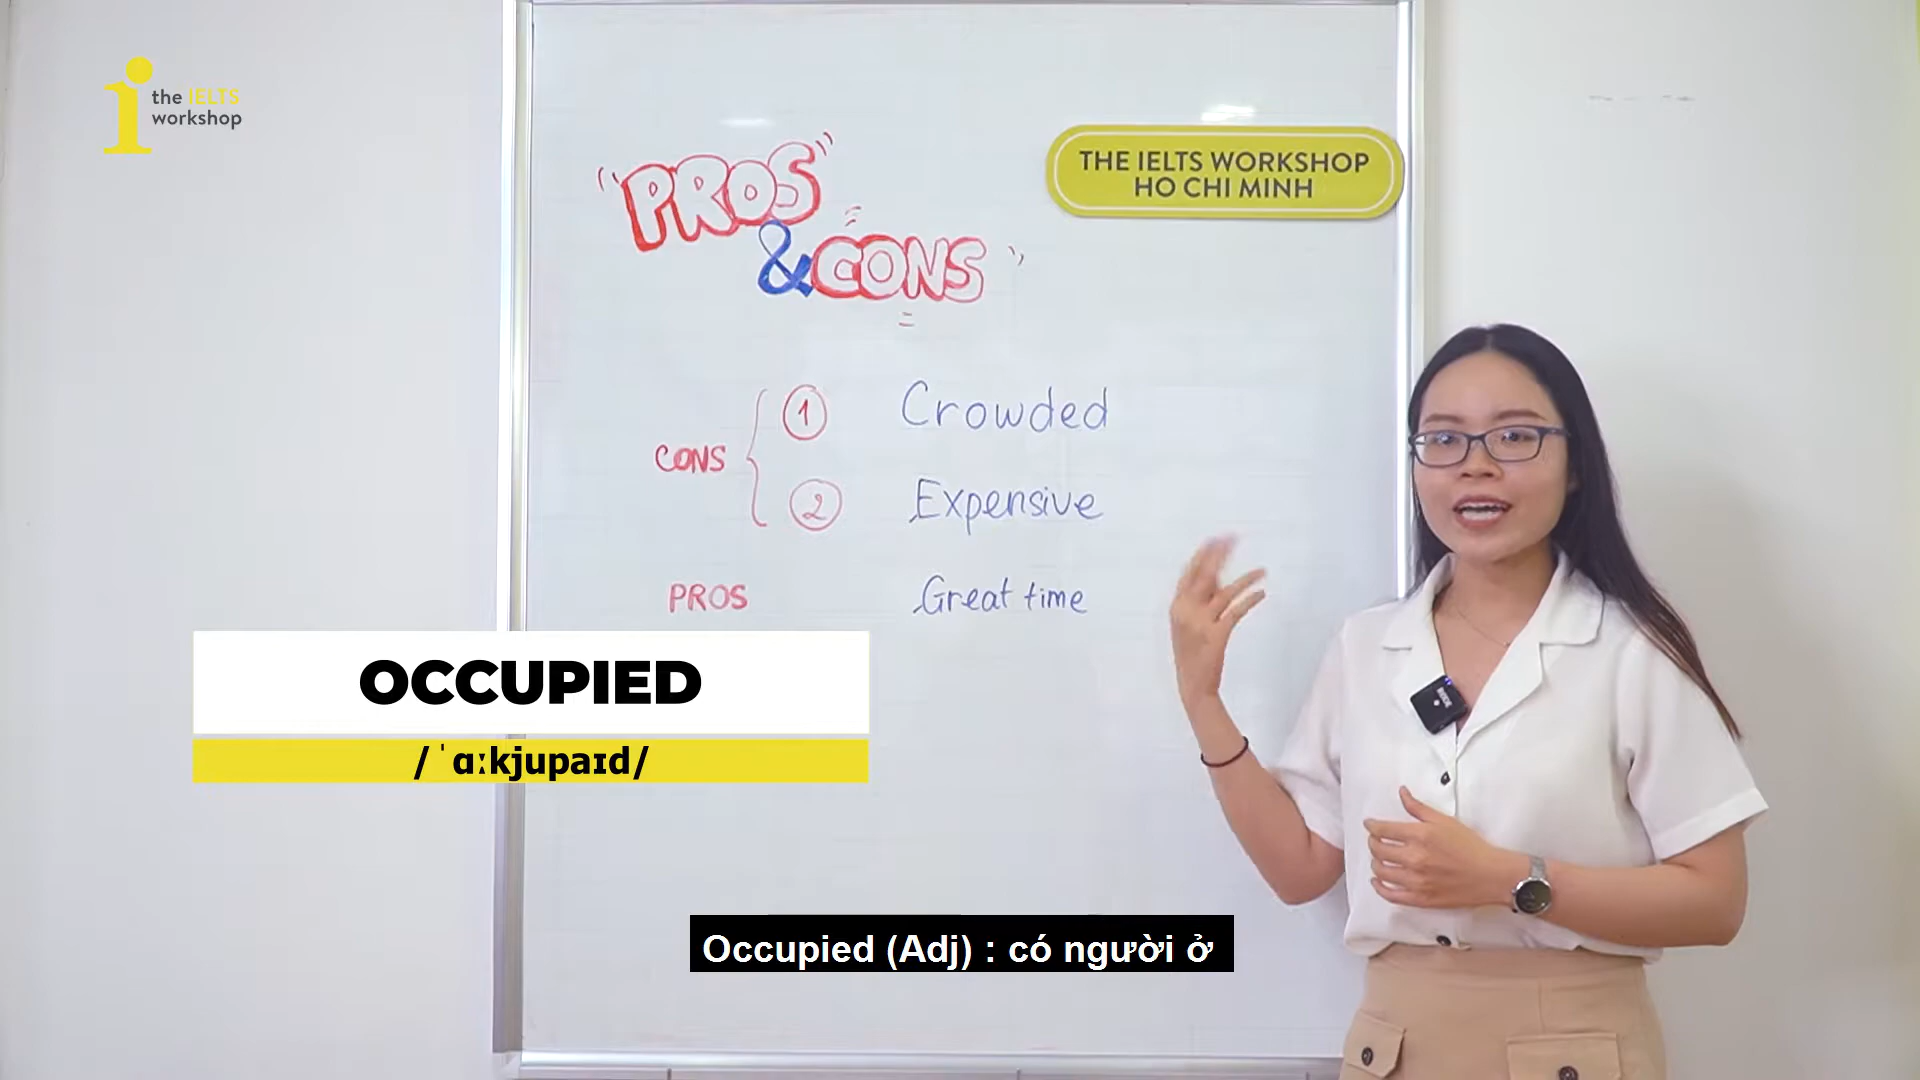 the IELTS
workshop
THE IELTS WORKSHOP
HO CHI MINH
"PROS"
& CONS
CONS
1 Crowded
2 Expensive
PROS Great time
OCCUPIED
/ˈɑːkjupaɪd/
Occupied (Adj) : có người ở